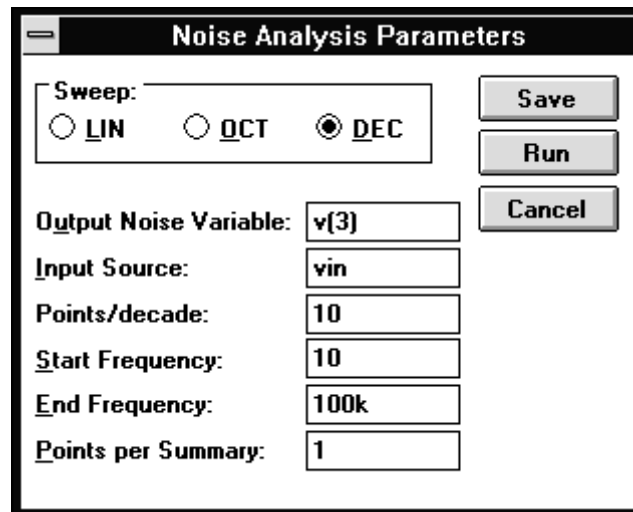 Noise Analysis Parameters
Sweep:
LIN OCT DEC
Save
Run
Cancel
Output Noise Variable: v(3)
Input Source: vin
Points/decade: 10
Start Frequency: 10
End Frequency: 100k
Points per Summary: 1